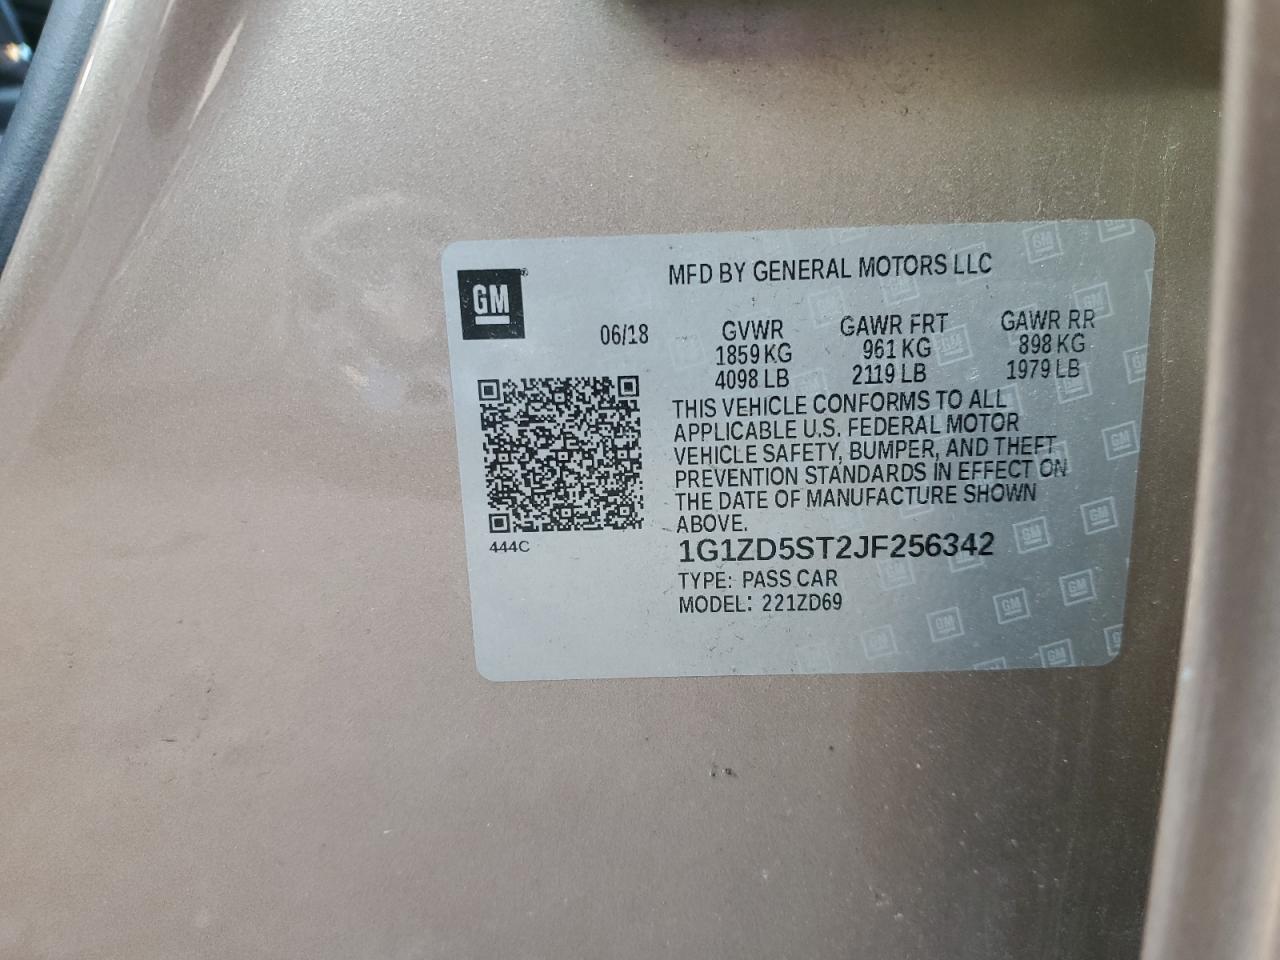 MFD BY GENERAL MOTORS LLC
GM
06/18
GVWR GAWR FRT GAWR RR
1859 KG 961 KG 898 KG
4098 LB 2119 LB 1979 LB
THIS VEHICLE CONFORMS TO ALL
APPLICABLE U.S. FEDERAL MOTOR
VEHICLE SAFETY, BUMPER, AND THEFT
PREVENTION STANDARDS IN EFFECT ON
THE DATE OF MANUFACTURE SHOWN
ABOVE.
444C
1G1ZD5ST2JF256342
TYPE: PASS CAR
MODEL: 221ZD69